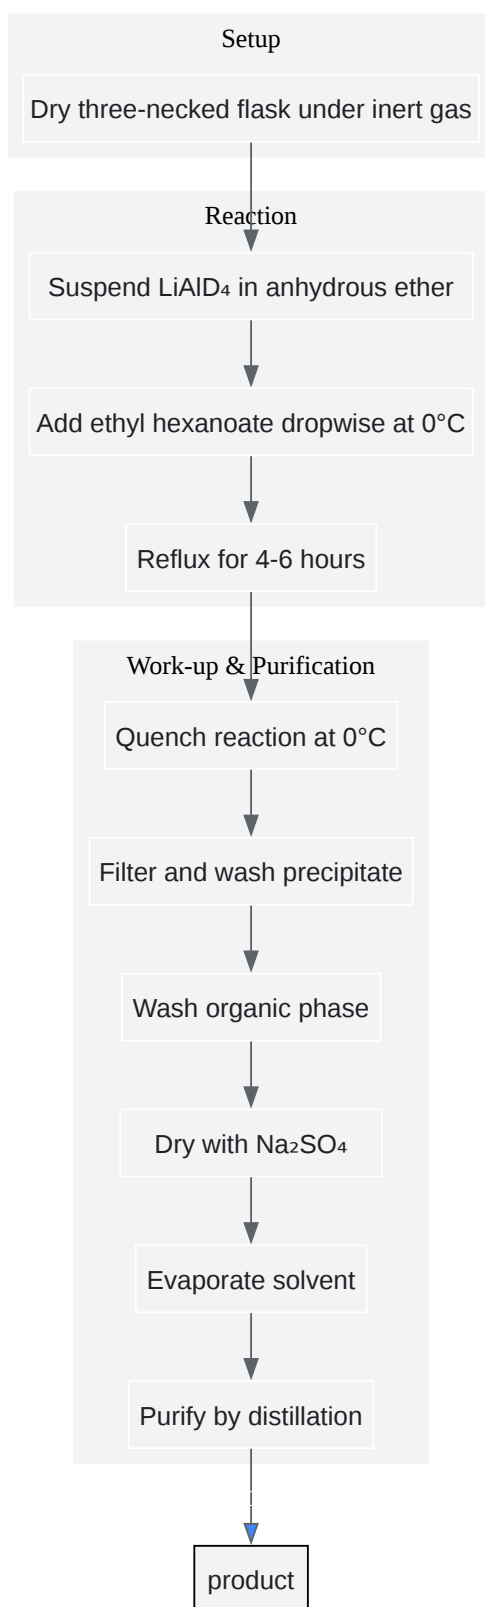 Setup
Dry three-necked flask under inert gas
Reaction
Suspend LiAlD₄ in anhydrous ether
Add ethyl hexanoate dropwise at 0°C
Reflux for 4-6 hours
Work-up & Purification
Quench reaction at 0°C
Filter and wash precipitate
Wash organic phase
Dry with Na₂SO₄
Evaporate solvent
Purify by distillation
product